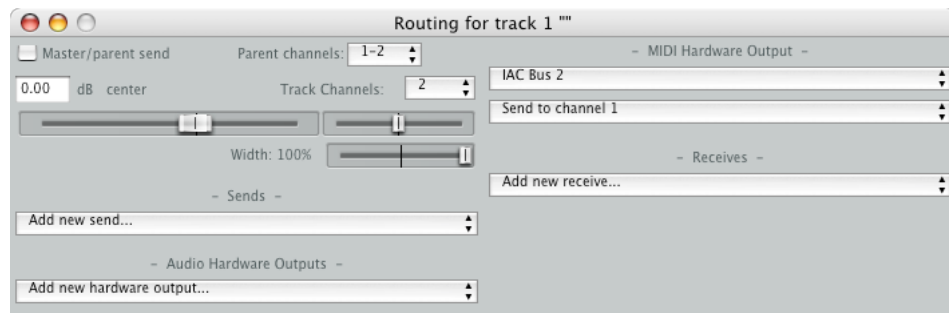 Routing for track 1 ""
Master/parent send
Parent channels: 1-2
0.00 dB center
Track Channels: 2
Width: 100%
- Sends -
Add new send...
- Audio Hardware Outputs -
Add new hardware output...
- MIDI Hardware Output -
IAC Bus 2
Send to channel 1
- Receives -
Add new receive...